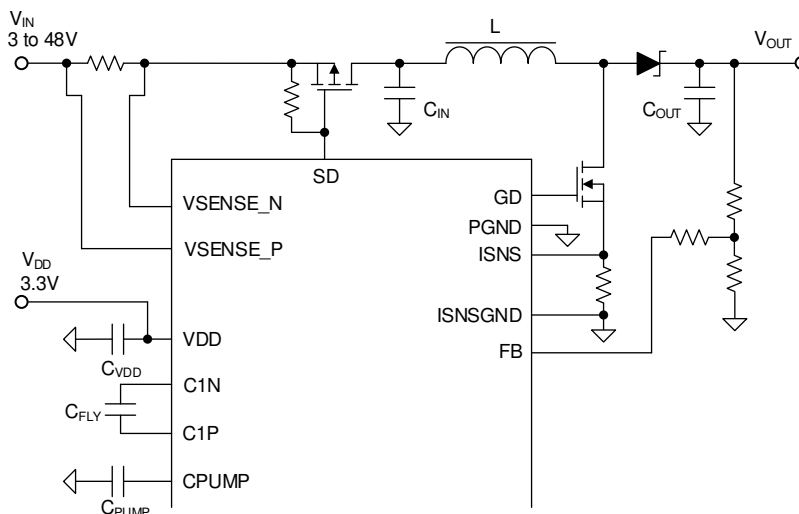 VIN
3 to 48V
L
VOUT
CIN
COUT
SD
VSENSE_N
VSENSE_P
GD
PGND
ISNS
ISNSGND
FB
VDD
3.3V
VDD
CVDD
C1N
CFLY
C1P
CPUMP
CPUMP